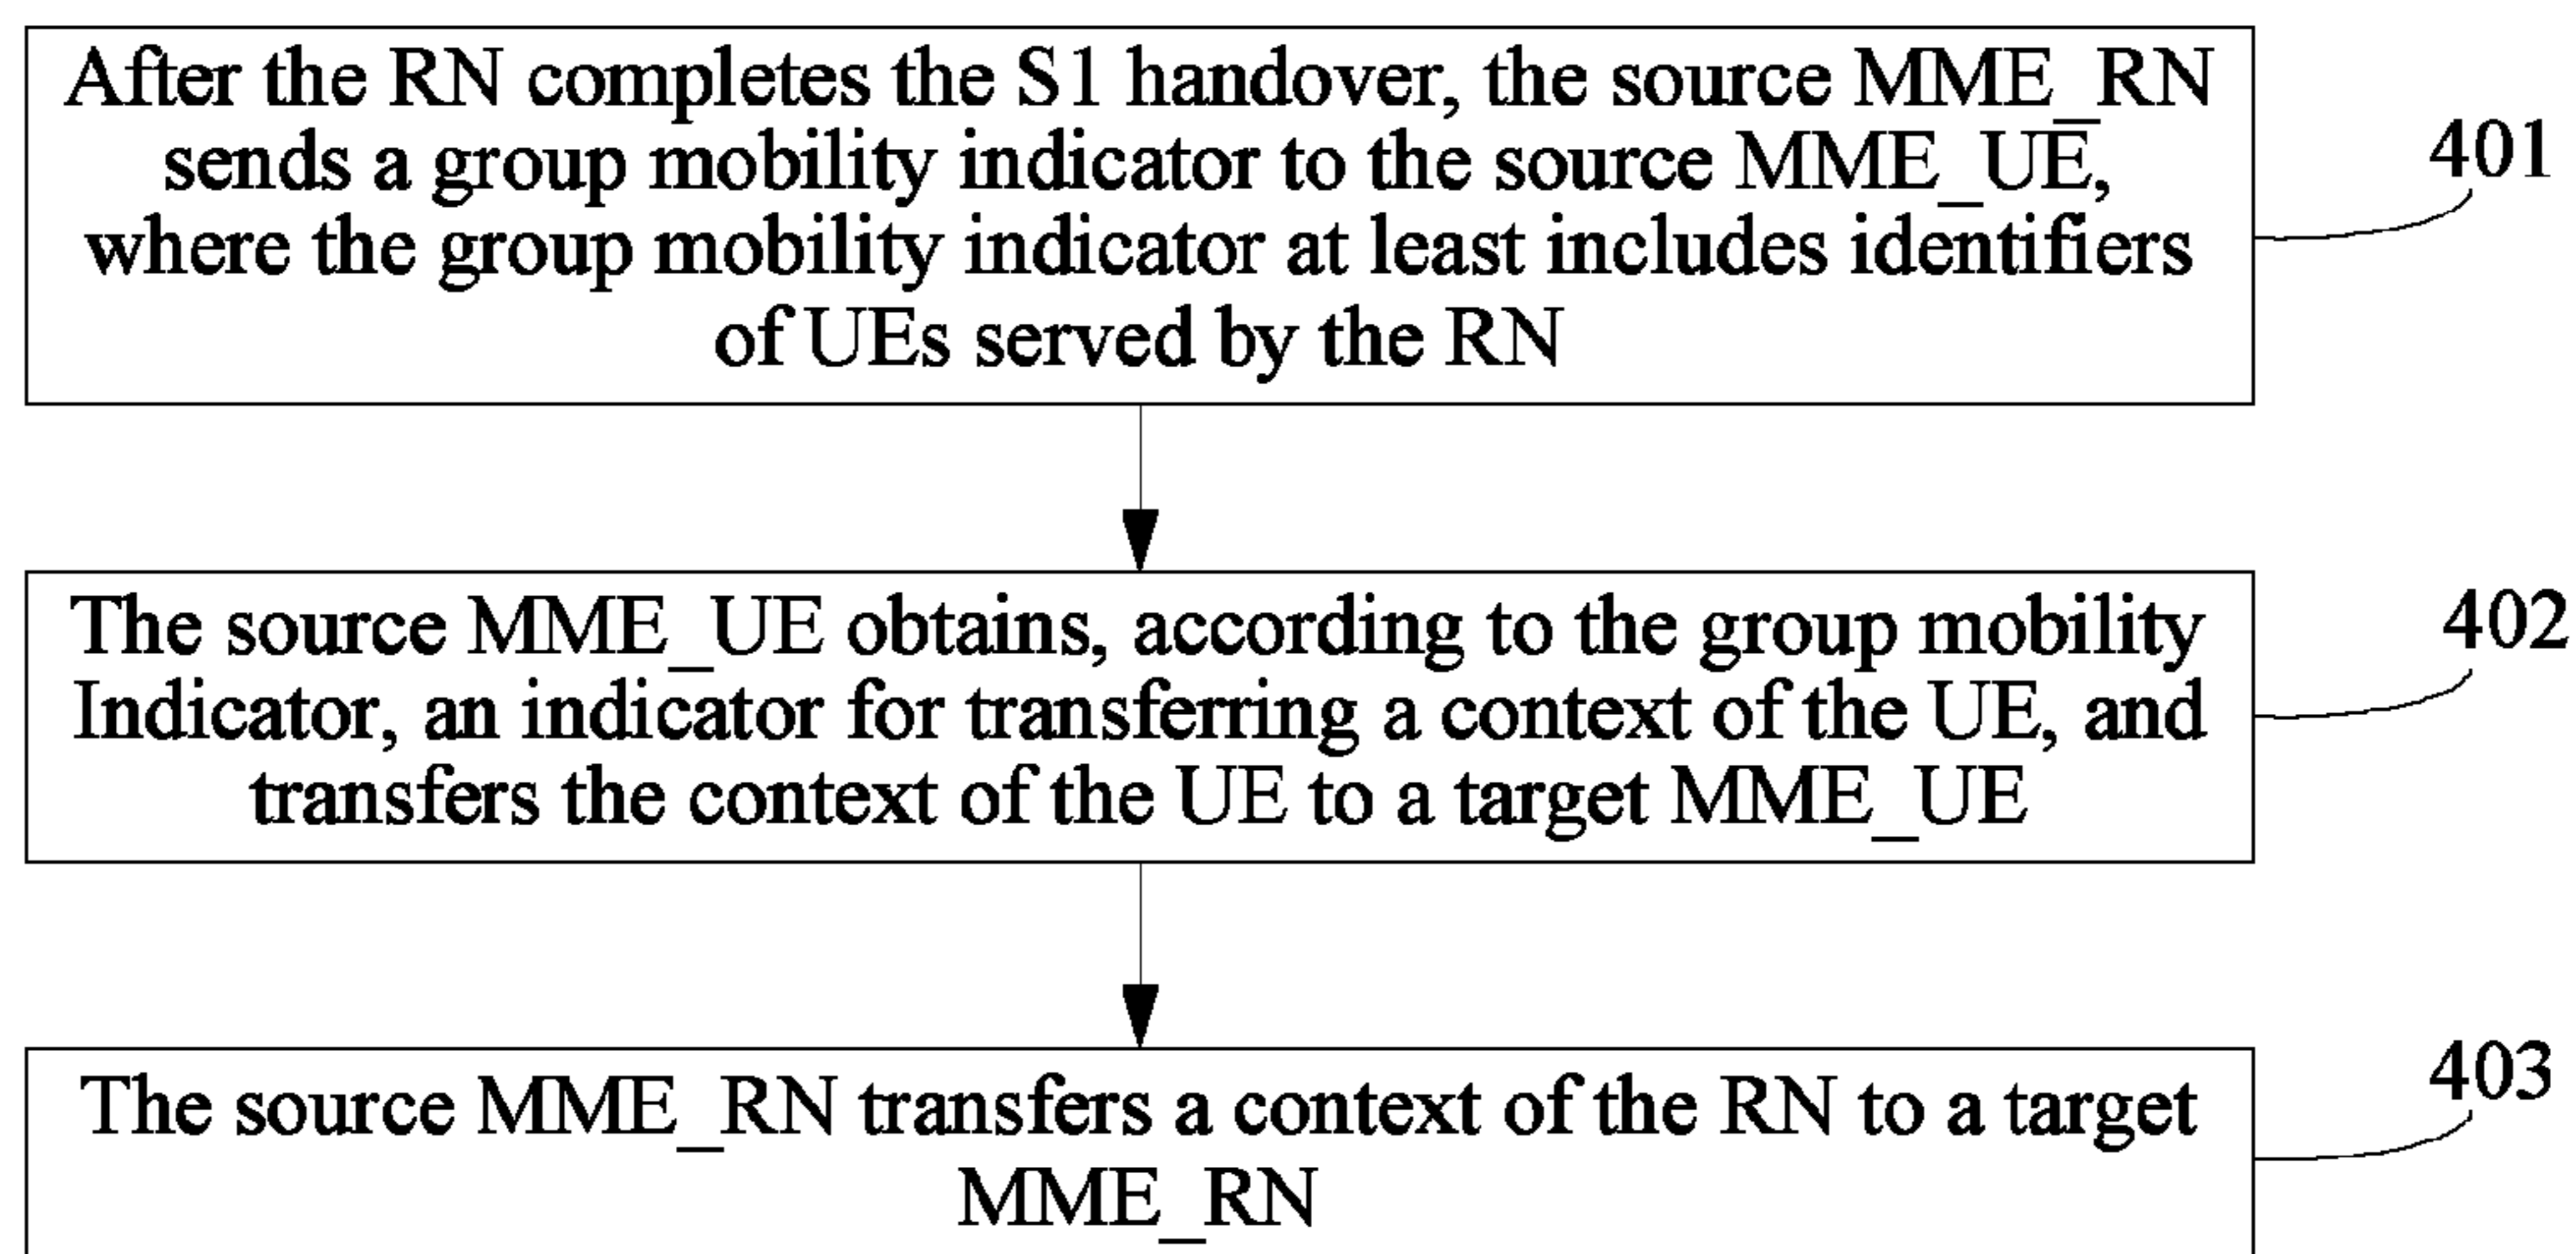 After the RN completes the S1 handover, the source MME_RN
sends a group mobility indicator to the source MME_UE,
where the group mobility indicator at least includes identifiers
of UEs served by the RN
401
The source MME_UE obtains, according to the group mobility
Indicator, an indicator for transferring a context of the UE, and
transfers the context of the UE to a target MME_UE
402
The source MME_RN transfers a context of the RN to a target
MME_RN
403